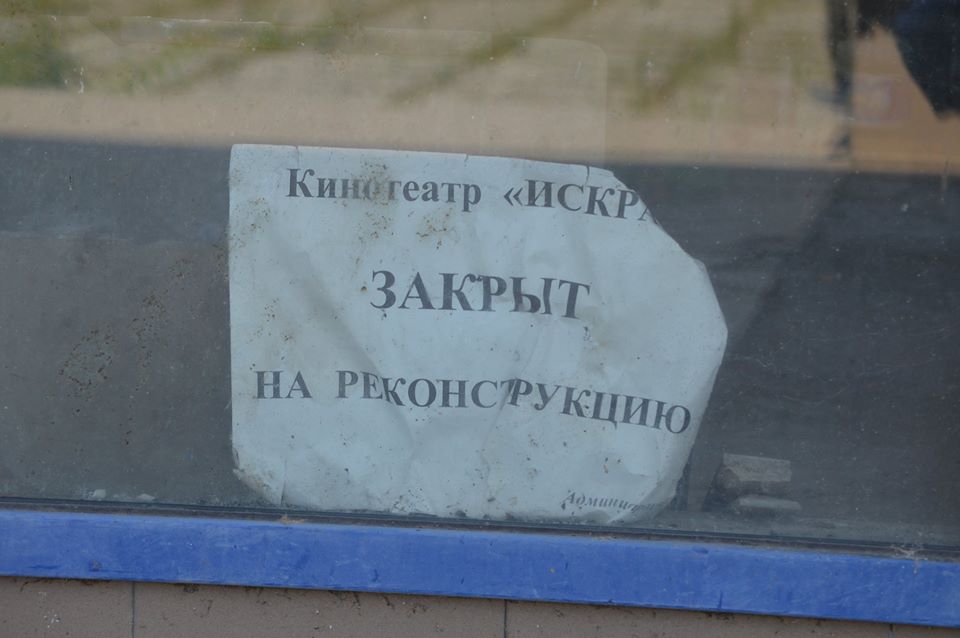 Кинотеатр «ИСКРА
ЗАКРЫТ
НА РЕКОНСТРУКЦИЮ